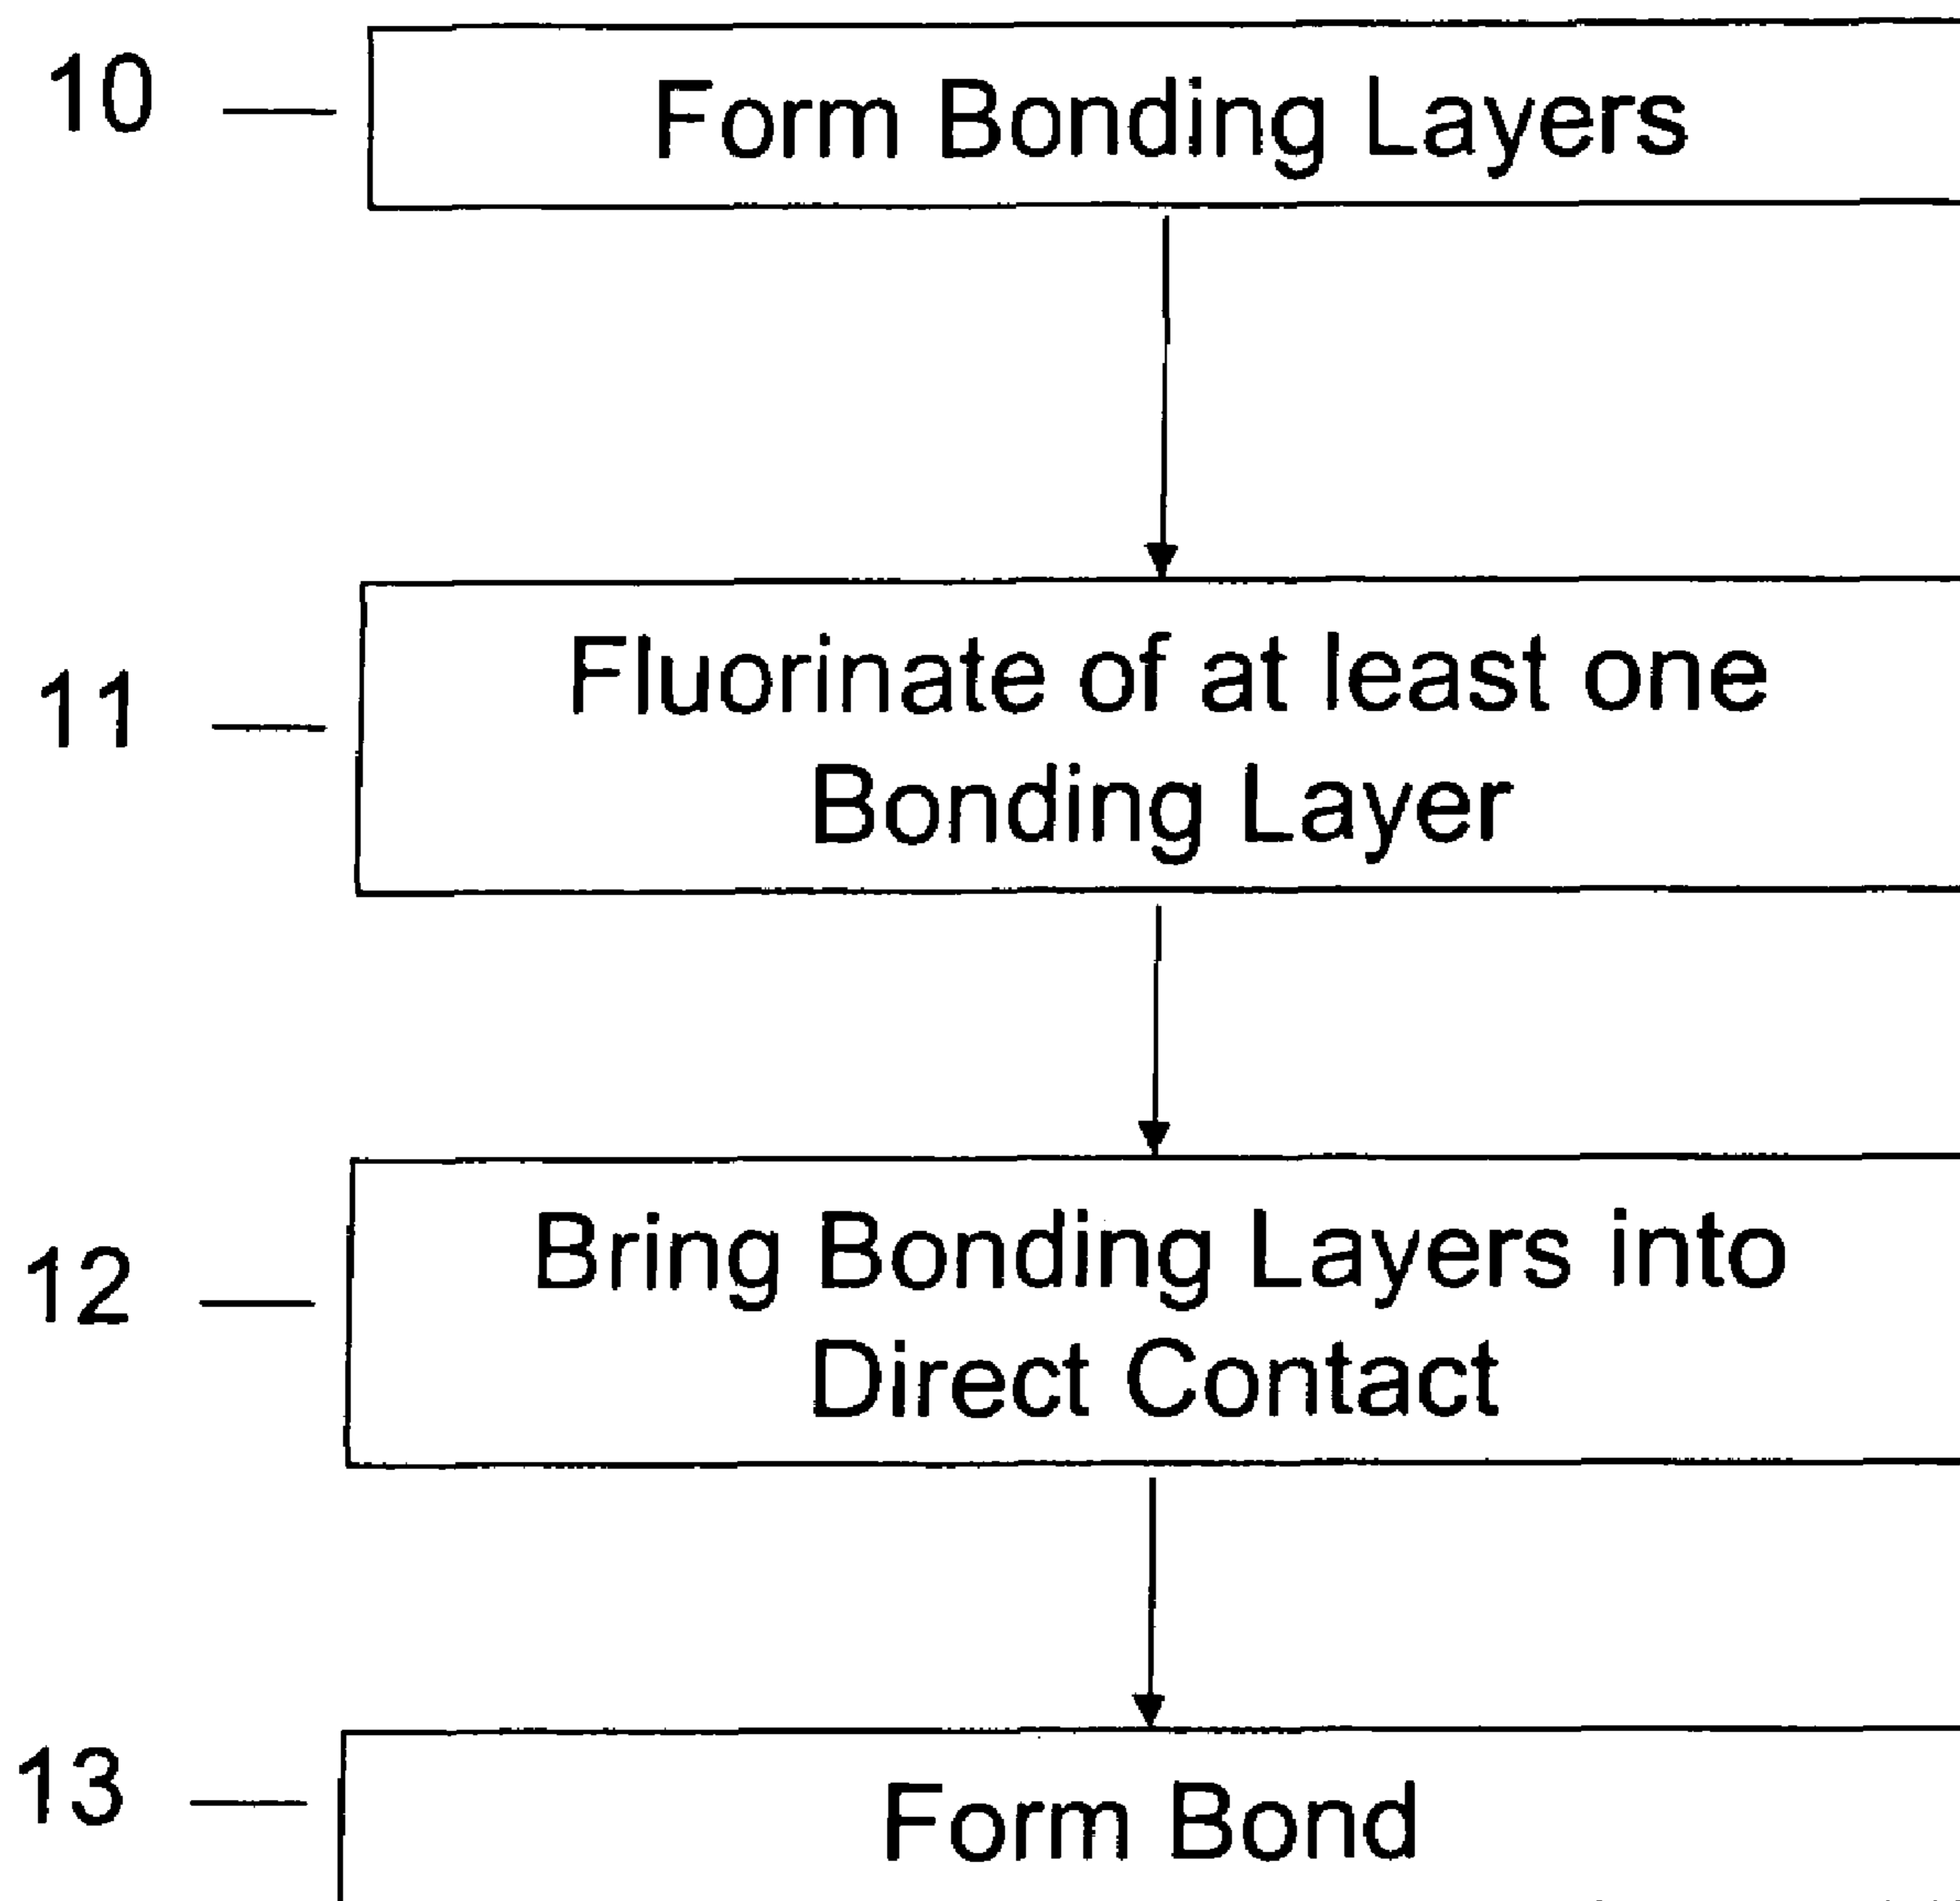 10
Form Bonding Layers
11
Fluorinate of at least one
Bonding Layer
12
Bring Bonding Layers into
Direct Contact
13
Form Bond